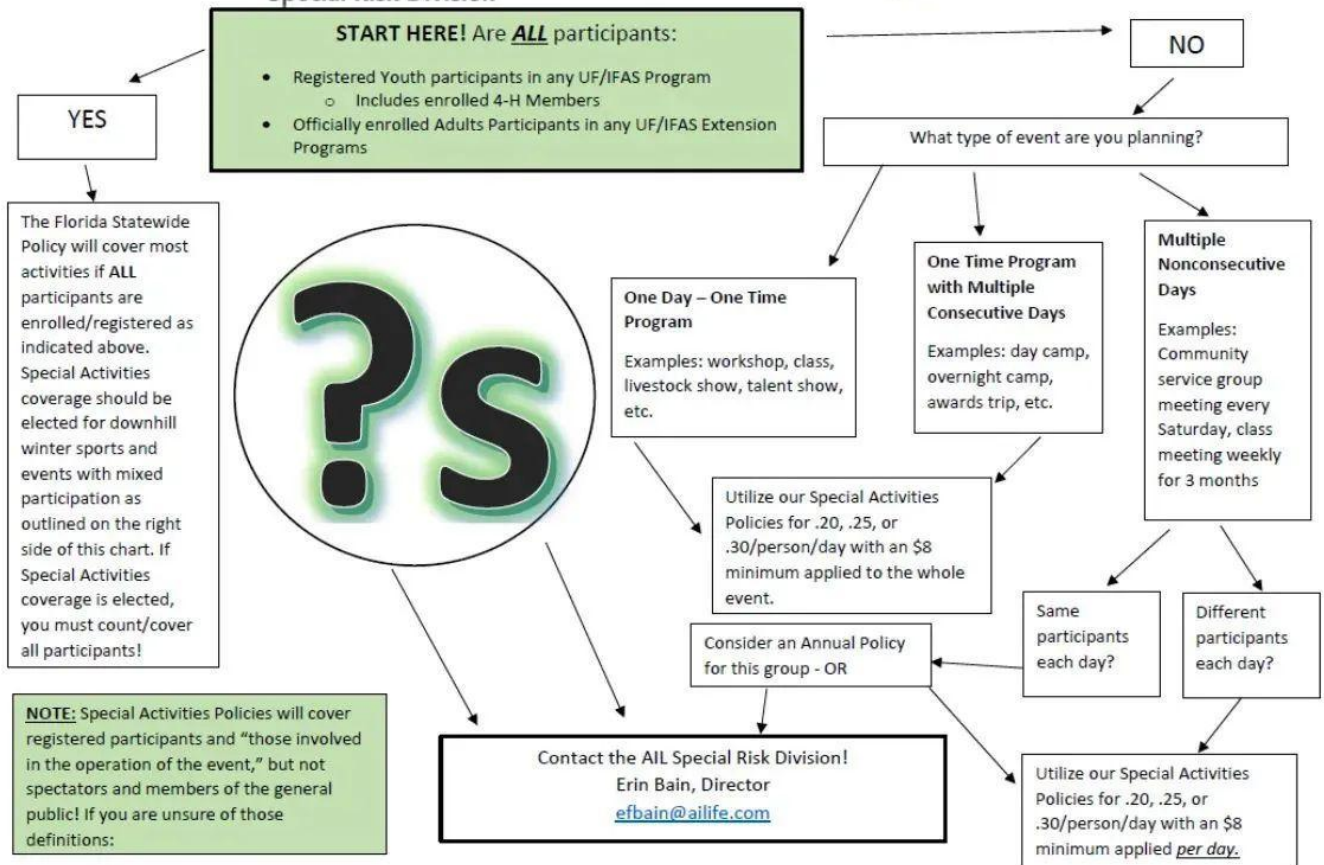 START HERE! Are ALL participants:
• Registered Youth participants in any UF/IFAS Program
o Includes enrolled 4-H Members
• Officially enrolled Adults Participants in any UF/IFAS Extension
Programs
NO
YES
What type of event are you planning?
The Florida Statewide
Policy will cover most
activities if ALL
participants are
enrolled/registered as
indicated above.
Special Activities
coverage should be
elected for downhill
winter sports and
events with mixed
participation as
outlined on the right
side of this chart. If
Special Activities
coverage is elected,
you must count/cover
all participants!
?s
One Day – One Time
Program
Examples: workshop, class,
livestock show, talent show,
etc.
One Time Program
with Multiple
Consecutive Days
Examples: day camp,
overnight camp,
awards trip, etc.
Multiple
Nonconsecutive
Days
Examples:
Community
service group
meeting every
Saturday, class
meeting weekly
for 3 months
Utilize our Special Activities
Policies for .20, .25, or
.30/person/day with an $8
minimum applied to the whole
event.
Same
participants
each day?
Different
participants
each day?
Consider an Annual Policy
for this group - OR
NOTE: Special Activities Policies will cover
registered participants and “those involved
in the operation of the event,” but not
spectators and members of the general
public! If you are unsure of those
definitions:
Contact the AIL Special Risk Division!
Erin Bain, Director
efbain@ailife.com
Utilize our Special Activities
Policies for .20, .25, or
.30/person/day with an $8
minimum applied per day.